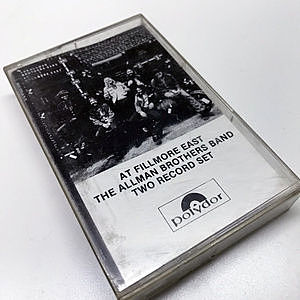 AT FILLMORE EAST
THE ALLMAN BROTHERS BAND
TWO RECORD SET
polydor